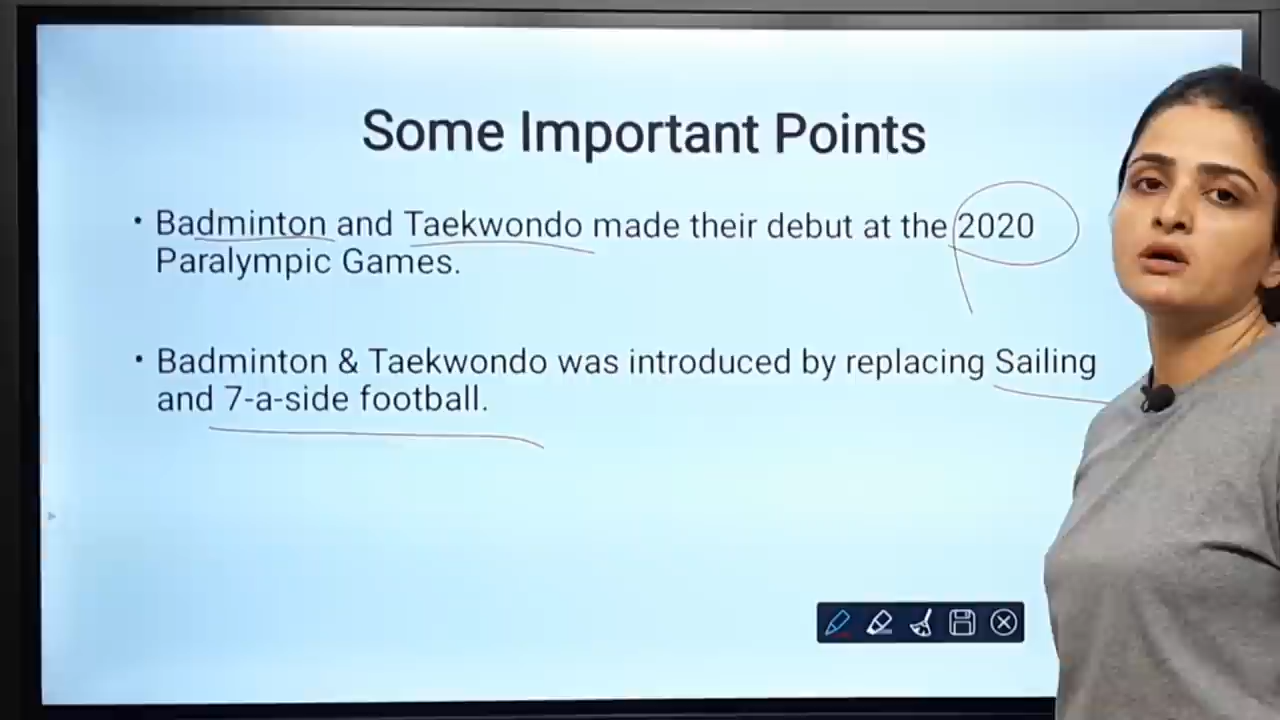 Some Important Points
• Badminton and Taekwondo made their debut at the 2020
Paralympic Games.
• Badminton & Taekwondo was introduced by replacing Sailing
and 7-a-side football.